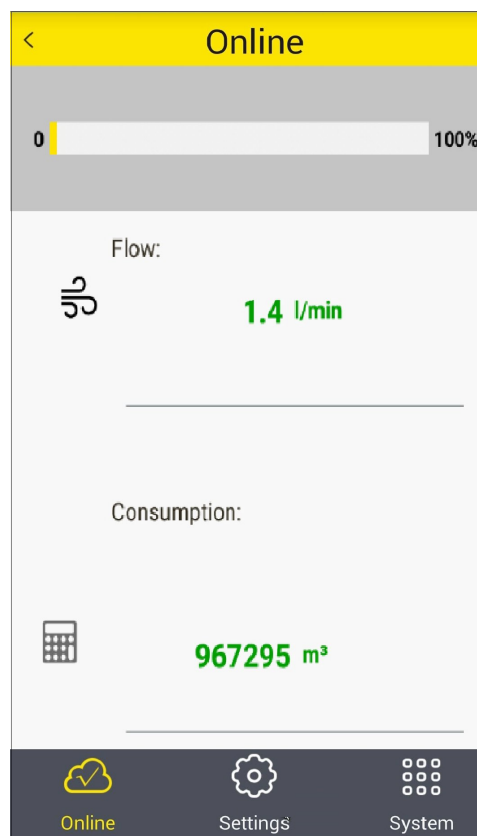 Online
0 100%
Flow:
1.4 l/min
Consumption:
967295 m³
Online Settings System